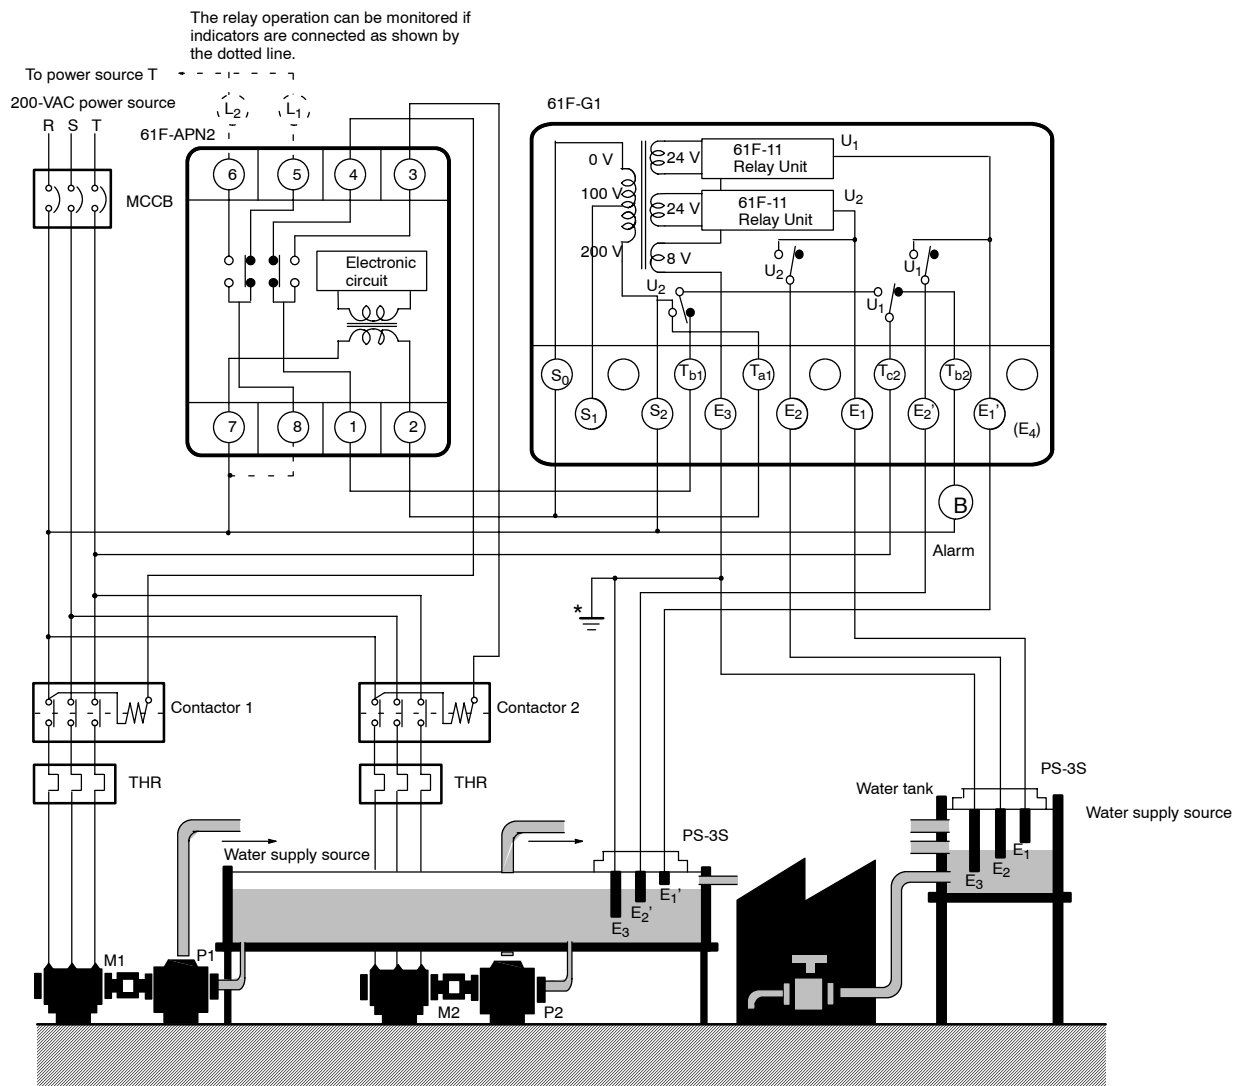 The relay operation can be monitored if
indicators are connected as shown by
the dotted line.
To power source T
200-VAC power source
R S T
L2 L1
61F-APN2
61F-G1
MCCB
6 5 4 3
Electronic
circuit
7 8 1 2
0 V
100 V
200 V
24 V
61F-11
Relay Unit
U1
24 V
61F-11
Relay Unit
U2
8 V
U2
U2
U1
U1
S0 Tb1 Ta1 Tc2 Tb2
S1 S2 E3 E2 E1 E2' E1' (E4)
B
Alarm
*
Contactor 1
Contactor 2
THR
THR
PS-3S
Water tank
Water supply source
PS-3S
Water supply source
E1
E2
E3
E1'
E2'
E3
M1
P1
M2
P2